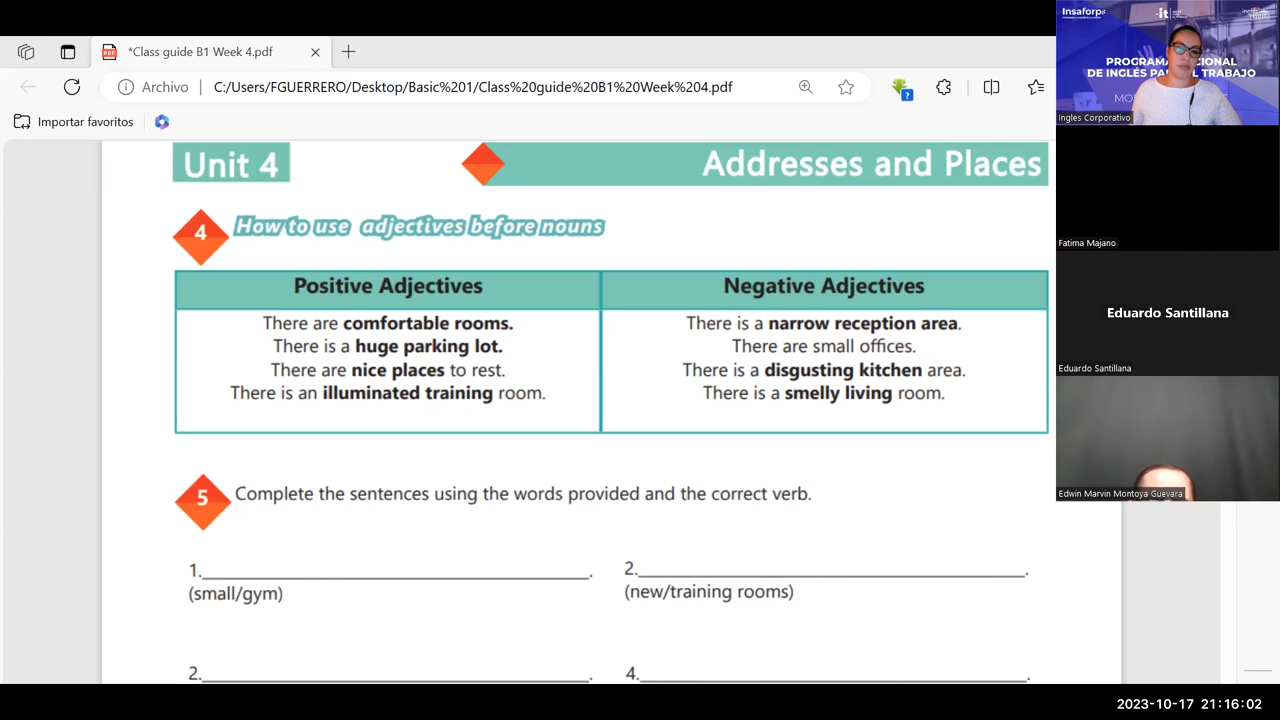 *Class guide B1 Week 4.pdf
Archivo
C:/Users/FGUERRERO/Desktop/Basic%201/Class%20guide%20B1%20Week%204.pdf
Importar favoritos
Unit 4
Addresses and Places
4
How to use adjectives before nouns
Positive Adjectives
There are comfortable rooms.
There is a huge parking lot.
There are nice places to rest.
There is an illuminated training room.
Negative Adjectives
There is a narrow reception area.
There are small offices.
There is a disgusting kitchen area.
There is a smelly living room.
5
Complete the sentences using the words provided and the correct verb.
1.
(small/gym)
2.
(new/training rooms)
2.
4.
Insaforp
Ingles Corporativo
Fatima Majano
Eduardo Santillana
Eduardo Santillana
Edwin Marvin Montoya Guevara
2023-10-17 21:16:02